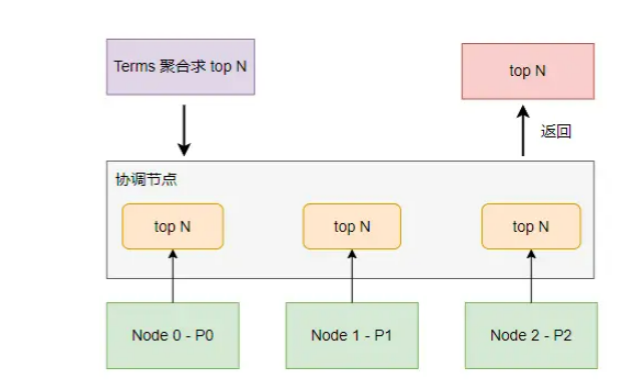 Terms 聚合求 top N
top N
返回
协调节点
top N
top N
top N
Node 0 - P0
Node 1 - P1
Node 2 - P2